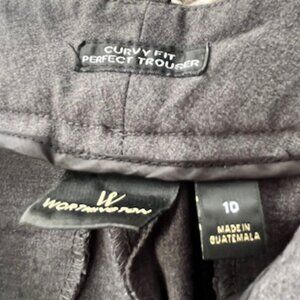 CURVY FIT
PERFECT TROUSER
W
WORTHINGTON
10
MADE IN
GUATEMALA